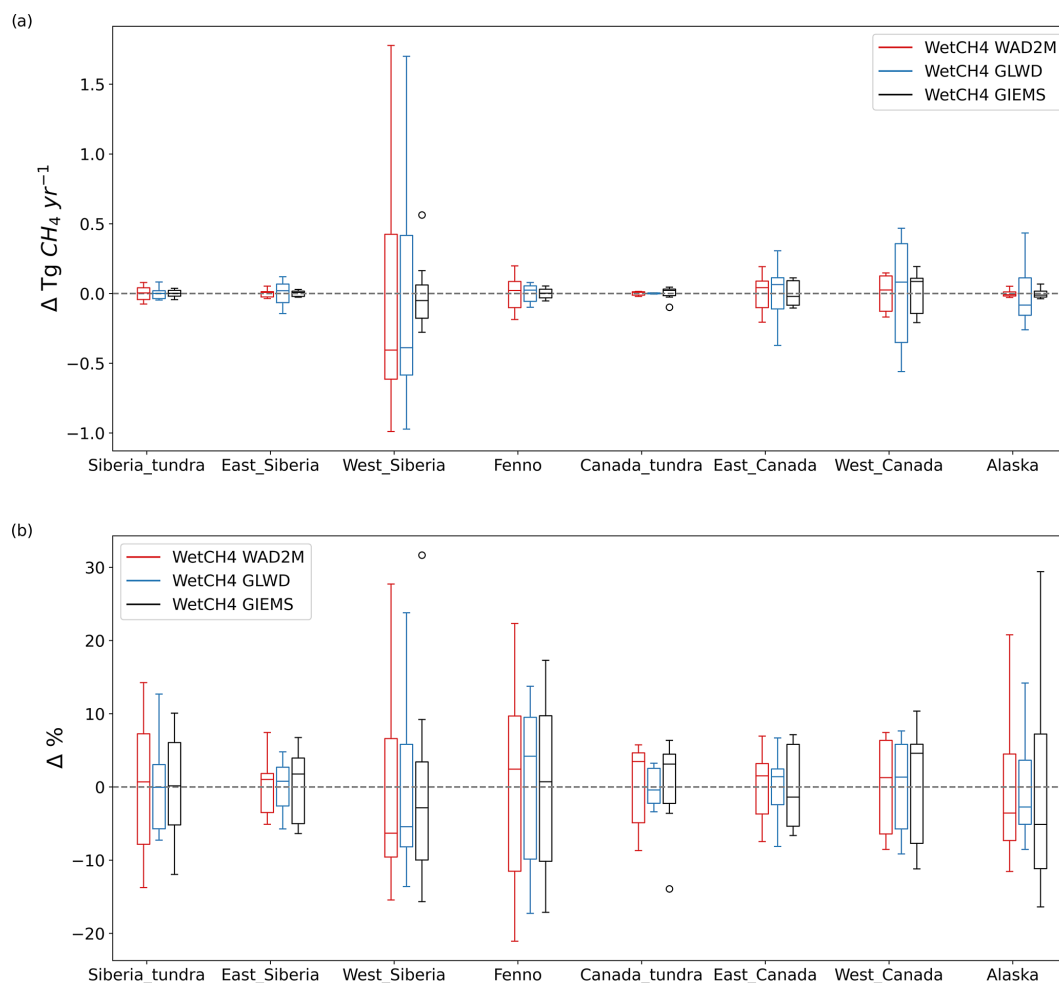 (a)
WetCH4 WAD2M
WetCH4 GLWD
WetCH4 GIEMS
Δ Tg CH₄ yr⁻¹
1.5
1.0
0.5
0.0
−0.5
−1.0
Siberia_tundra East_Siberia West_Siberia Fenno Canada_tundra East_Canada West_Canada Alaska
(b)
WetCH4 WAD2M
WetCH4 GLWD
WetCH4 GIEMS
Δ %
30
20
10
0
−10
−20
Siberia_tundra East_Siberia West_Siberia Fenno Canada_tundra East_Canada West_Canada Alaska